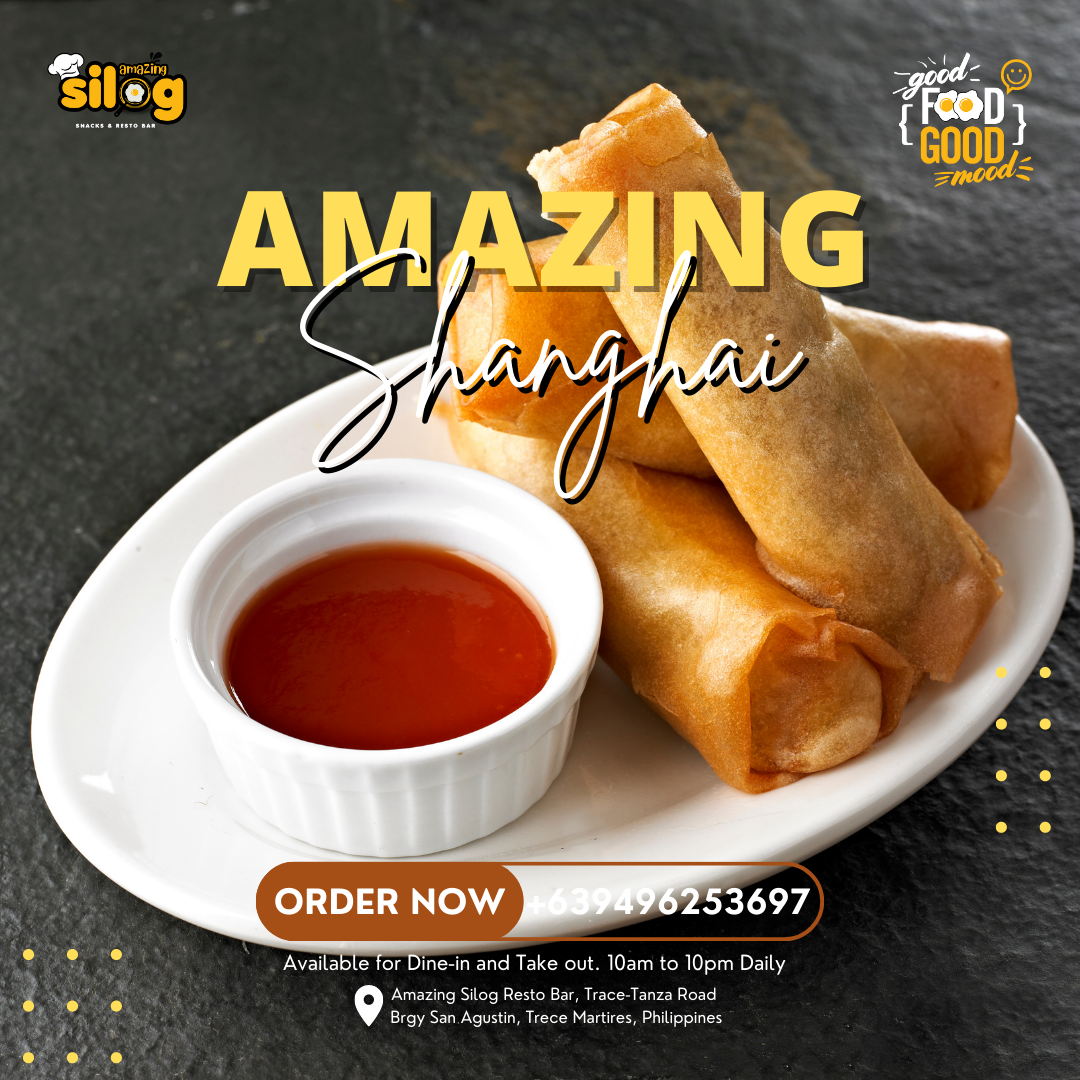 amazing
silog
SNACKS & RESTO BAR
good
FOOD
GOOD
mood
AMAZING
Shanghai
ORDER NOW +639496253697
Available for Dine-in and Take out. 10am to 10pm Daily
Amazing Silog Resto Bar, Trace-Tanza Road
Brgy San Agustin, Trece Martires, Philippines